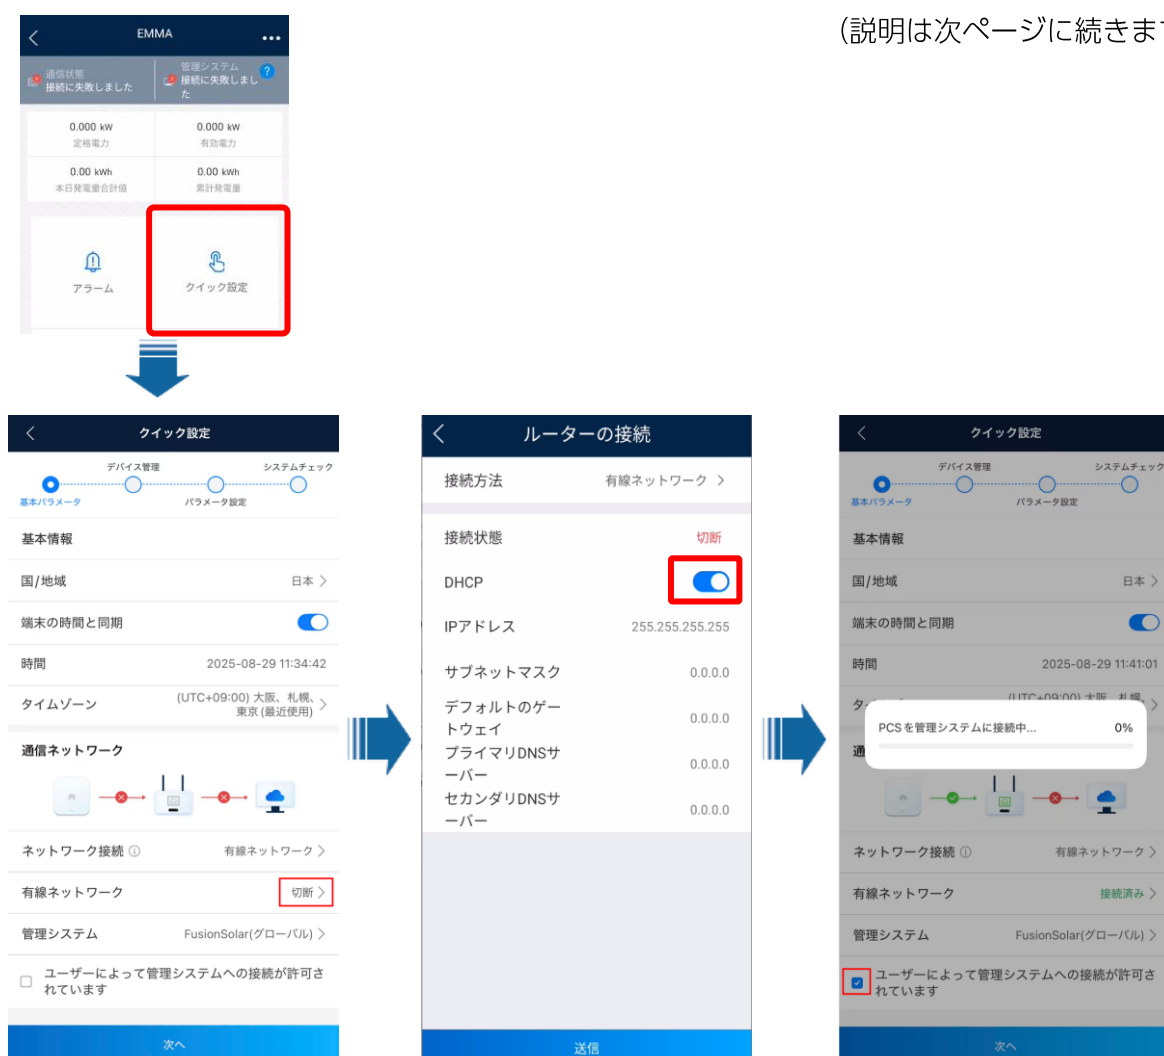 （説明は次ページに続きま
EMMA
通信状態
接続に失敗しました
管理システム
接続に失敗しまし
た
?
0.000 kW
定格電力
0.000 kW
有効電力
0.00 kWh
本日発電量合計値
0.00 kWh
累計発電量
アラーム
クイック設定
クイック設定
デバイス管理
システムチェック
基本パラメータ
パラメータ設定
基本情報
国/地域
日本
端末の時間と同期
時間
2025-08-29 11:34:42
タイムゾーン
(UTC+09:00) 大阪、札幌、
東京 (最近使用)
通信ネットワーク
ネットワーク接続
有線ネットワーク
有線ネットワーク
切断
管理システム
FusionSolar(グローバル)
ユーザーによって管理システムへの接続が許可さ
れています
次へ
ルーターの接続
接続方法
有線ネットワーク
接続状態
切断
DHCP
IPアドレス
255.255.255.255
サブネットマスク
0.0.0.0
デフォルトのゲー
トウェイ
0.0.0.0
プライマリDNSサ
ーバー
0.0.0.0
セカンダリDNSサ
ーバー
0.0.0.0
送信
クイック設定
デバイス管理
システムチェック
基本パラメータ
パラメータ設定
基本情報
国/地域
日本
端末の時間と同期
時間
2025-08-29 11:41:01
(UTC+09:00) 大阪、札幌、
PCSを管理システムに接続中...
0%
通
ネットワーク接続
有線ネットワーク
有線ネットワーク
接続済み
管理システム
FusionSolar(グローバル)
ユーザーによって管理システムへの接続が許可さ
れています
次へ